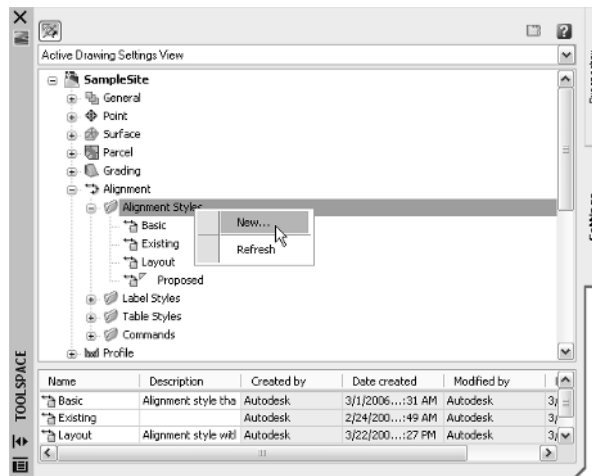 Active Drawing Settings View
SampleSite
General
Point
Surface
Parcel
Grading
Alignment
Alignment Styles
New...
Basic
Existing
Refresh
Layout
Proposed
Label Styles
Table Styles
Commands
Profile
TOOLSPACE
Name Description Created by Date created Modified by
Basic Alignment style tha Autodesk 3/1/2006...:31 AM Autodesk 3/
Existing Autodesk 2/24/200...:49 AM Autodesk 3/
Layout Alignment style witl Autodesk 3/22/200...:27 PM Autodesk 3/
Settings